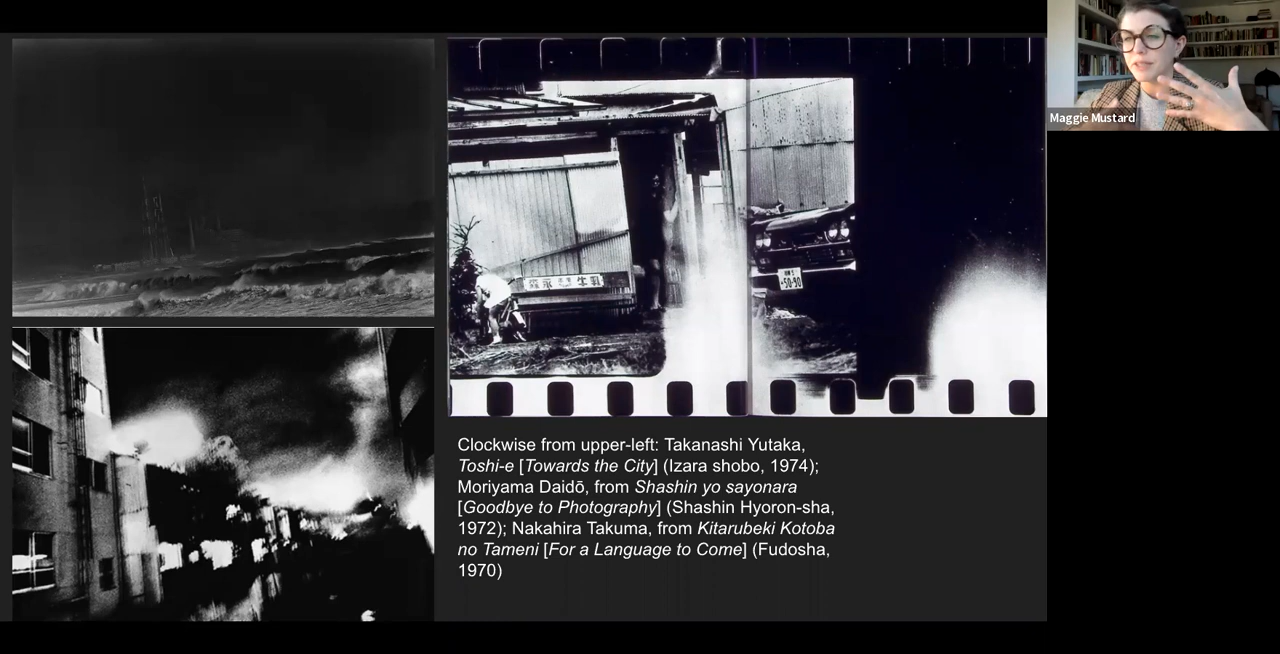 Maggie Mustard
Clockwise from upper-left: Takanashi Yutaka,
Toshi-e [Towards the City] (Izara shobo, 1974);
Moriyama Daidō, from Shashin yo sayonara
[Goodbye to Photography] (Shashin Hyoron-sha,
1972); Nakahira Takuma, from Kitarubeki Kotoba
no Tameni [For a Language to Come] (Fudosha,
1970)